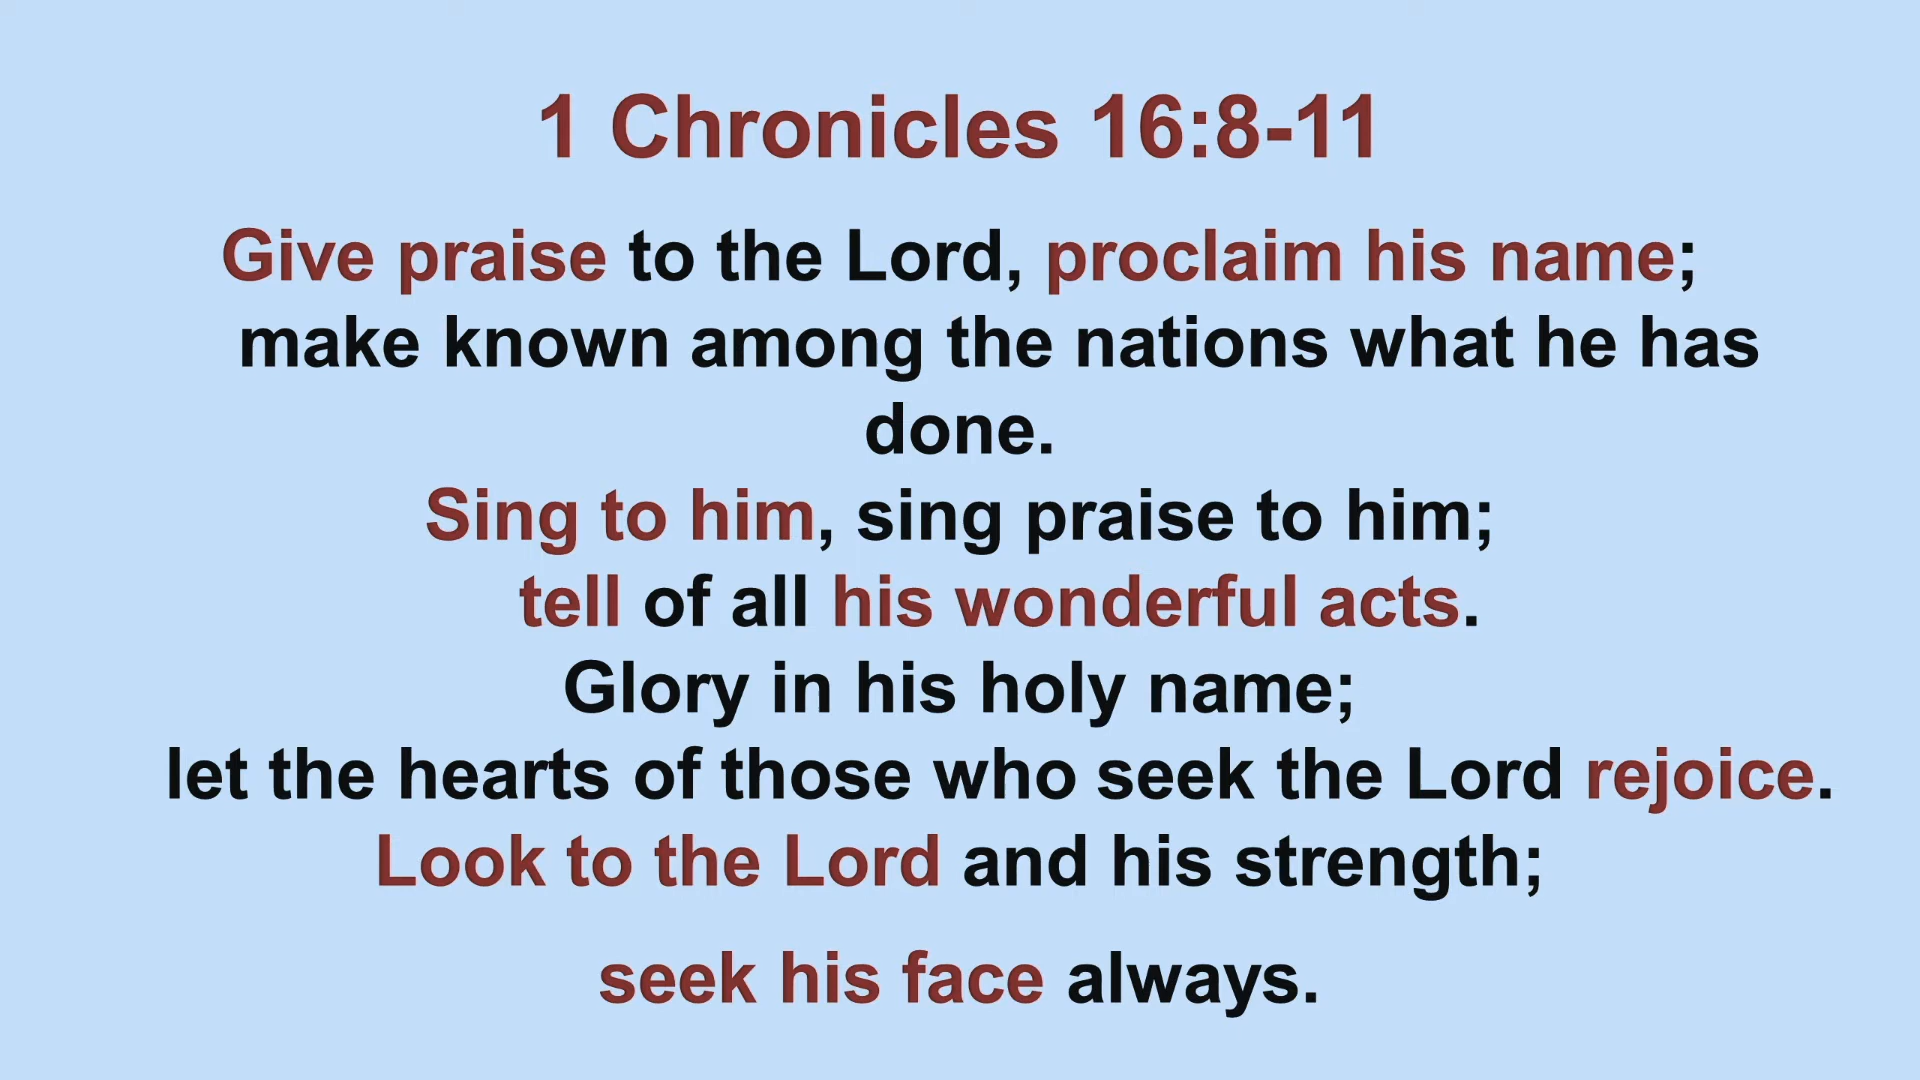 1 Chronicles 16:8-11
Give praise to the Lord, proclaim his name;
make known among the nations what he has
done.
Sing to him, sing praise to him;
tell of all his wonderful acts.
Glory in his holy name;
let the hearts of those who seek the Lord rejoice.
Look to the Lord and his strength;
seek his face always.